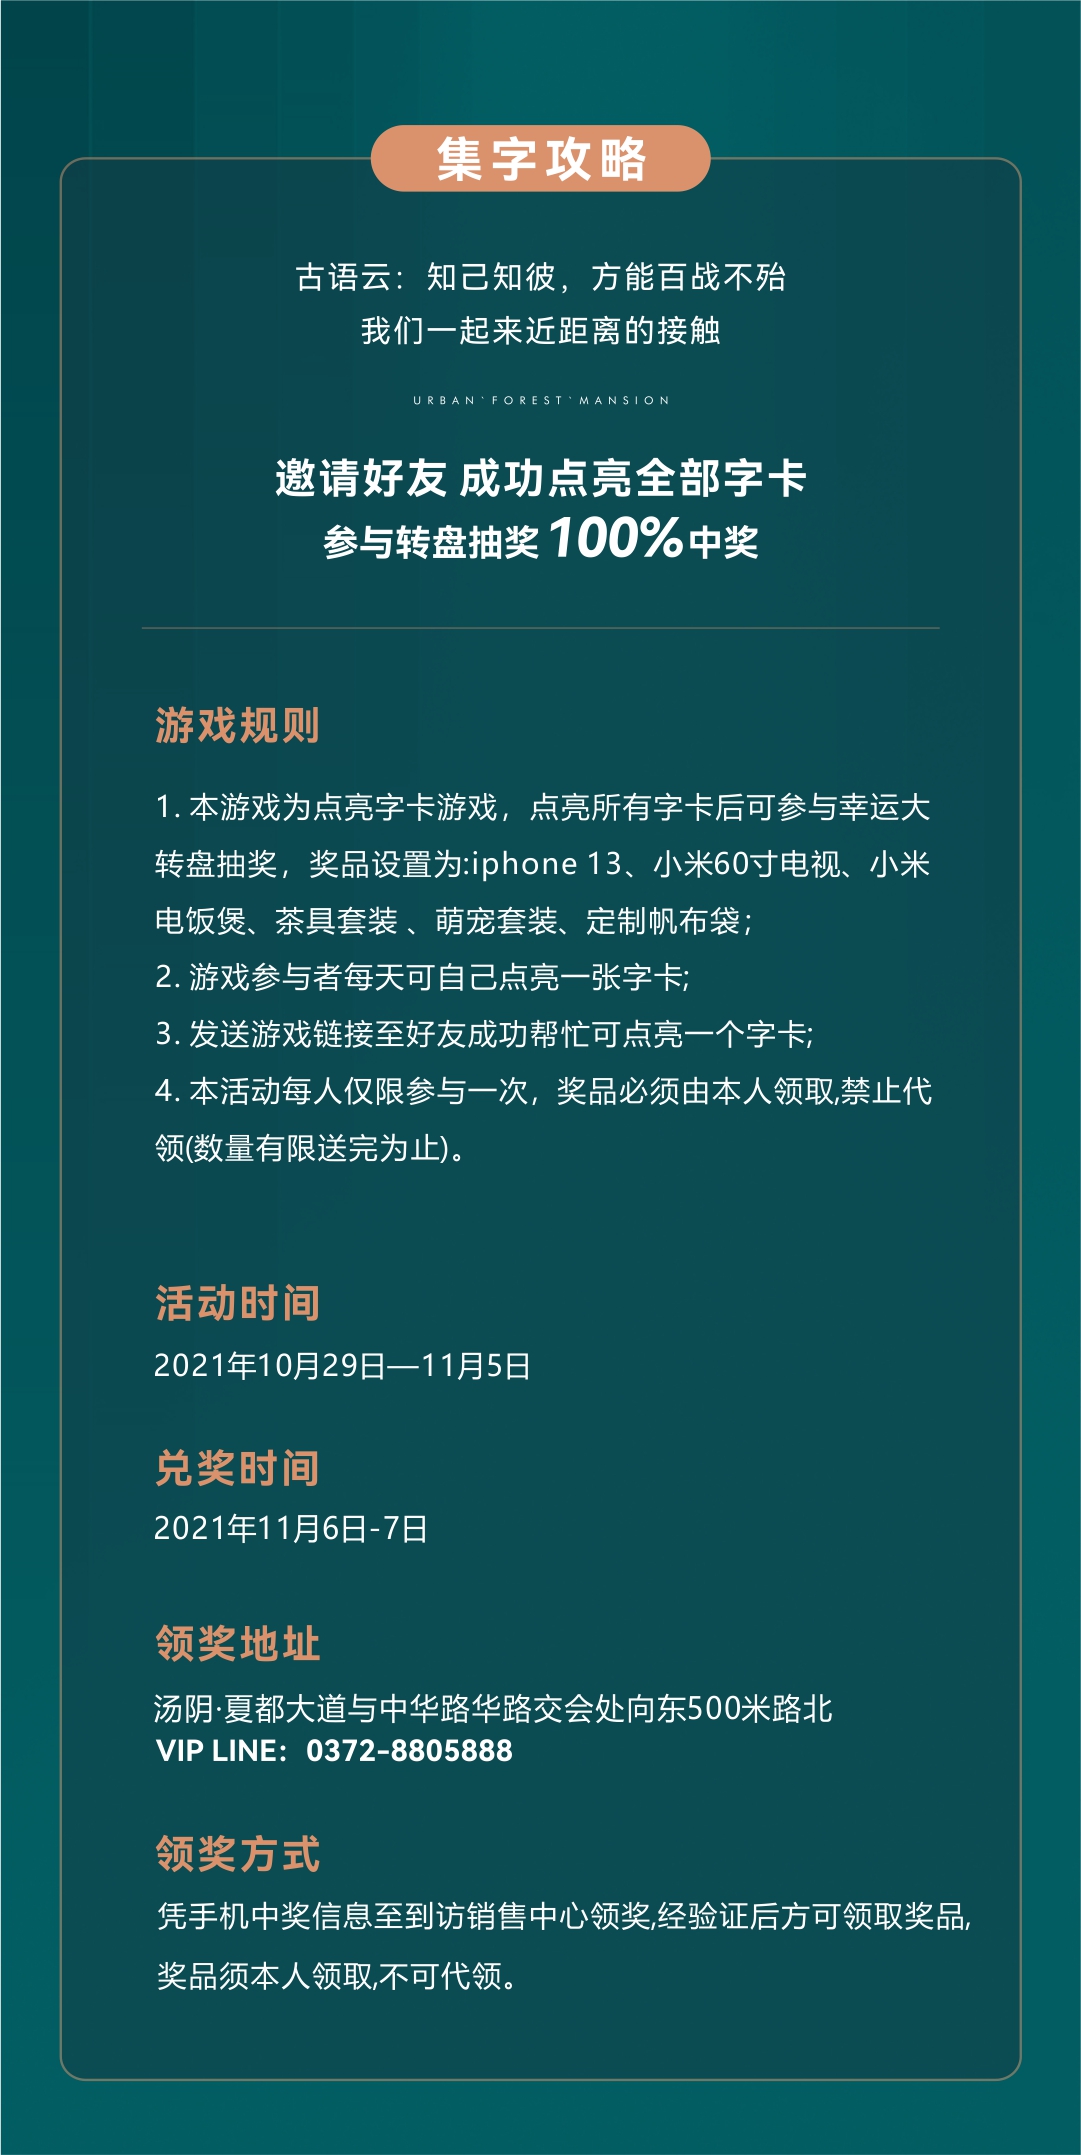 集字攻略
古语云：知己知彼，方能百战不殆
我们一起来近距离的接触
URBAN`FOREST`MANSION
邀请好友 成功点亮全部字卡
参与转盘抽奖100%中奖
游戏规则
1. 本游戏为点亮字卡游戏，点亮所有字卡后可参与幸运大
转盘抽奖，奖品设置为:iphone 13、小米60寸电视、小米
电饭煲、茶具套装 、萌宠套装、定制帆布袋；
2. 游戏参与者每天可自己点亮一张字卡;
3. 发送游戏链接至好友成功帮忙可点亮一个字卡;
4. 本活动每人仅限参与一次，奖品必须由本人领取,禁止代
领(数量有限送完为止)。
活动时间
2021年10月29日—11月5日
兑奖时间
2021年11月6日-7日
领奖地址
汤阴·夏都大道与中华路华路交会处向东500米路北
VIP LINE：0372-8805888
领奖方式
凭手机中奖信息至到访销售中心领奖,经验证后方可领取奖品,
奖品须本人领取,不可代领。